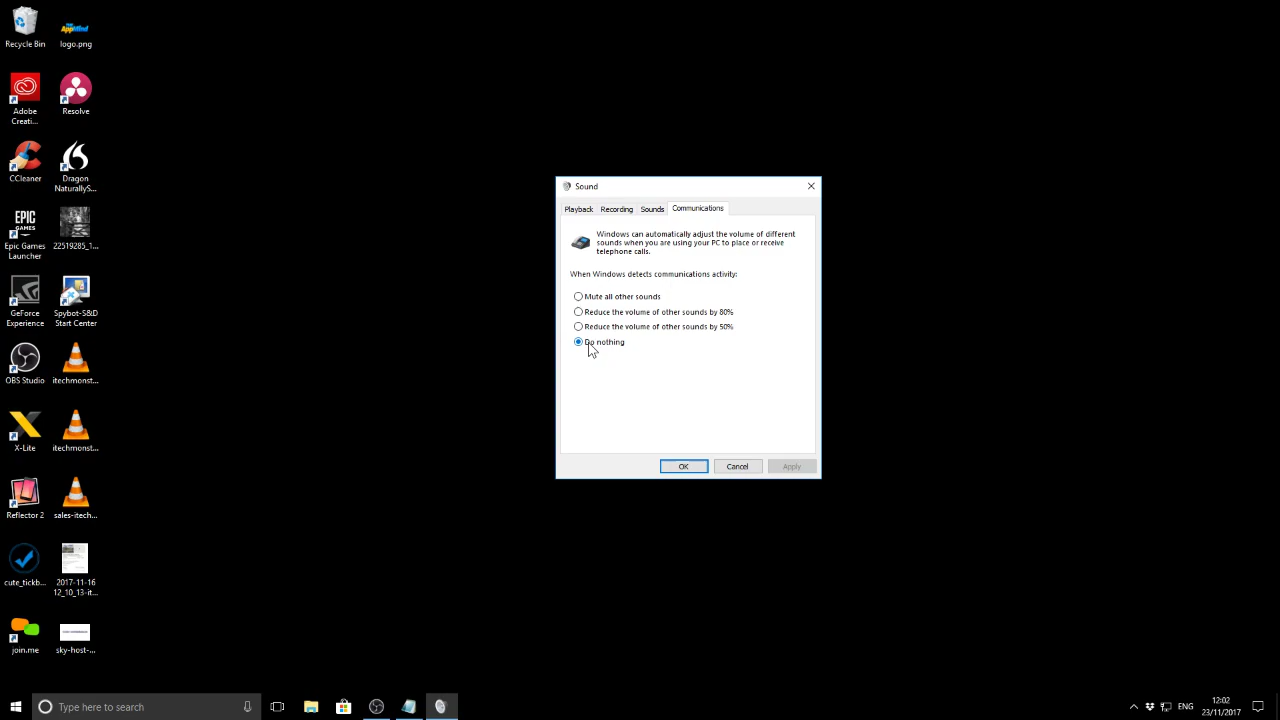 Recycle Bin
logo.png
Adobe
Creati...
Resolve
CCleaner
Dragon
NaturallyS...
EPIC
GAMES
Epic Games
Launcher
22519285_1...
GeForce
Experience
Spybot-S&D
Start Center
OBS Studio
itechmonst...
X-Lite
itechmonst...
Reflector 2
sales-itech...
cute_tickb...
2017-11-16
12_10_13-it...
join.me
sky-host-...
Sound
Playback Recording Sounds Communications
Windows can automatically adjust the volume of different
sounds when you are using your PC to place or receive
telephone calls.
When Windows detects communications activity:
Mute all other sounds
Reduce the volume of other sounds by 80%
Reduce the volume of other sounds by 50%
Do nothing
OK Cancel Apply
Type here to search
ENG
12:02
23/11/2017